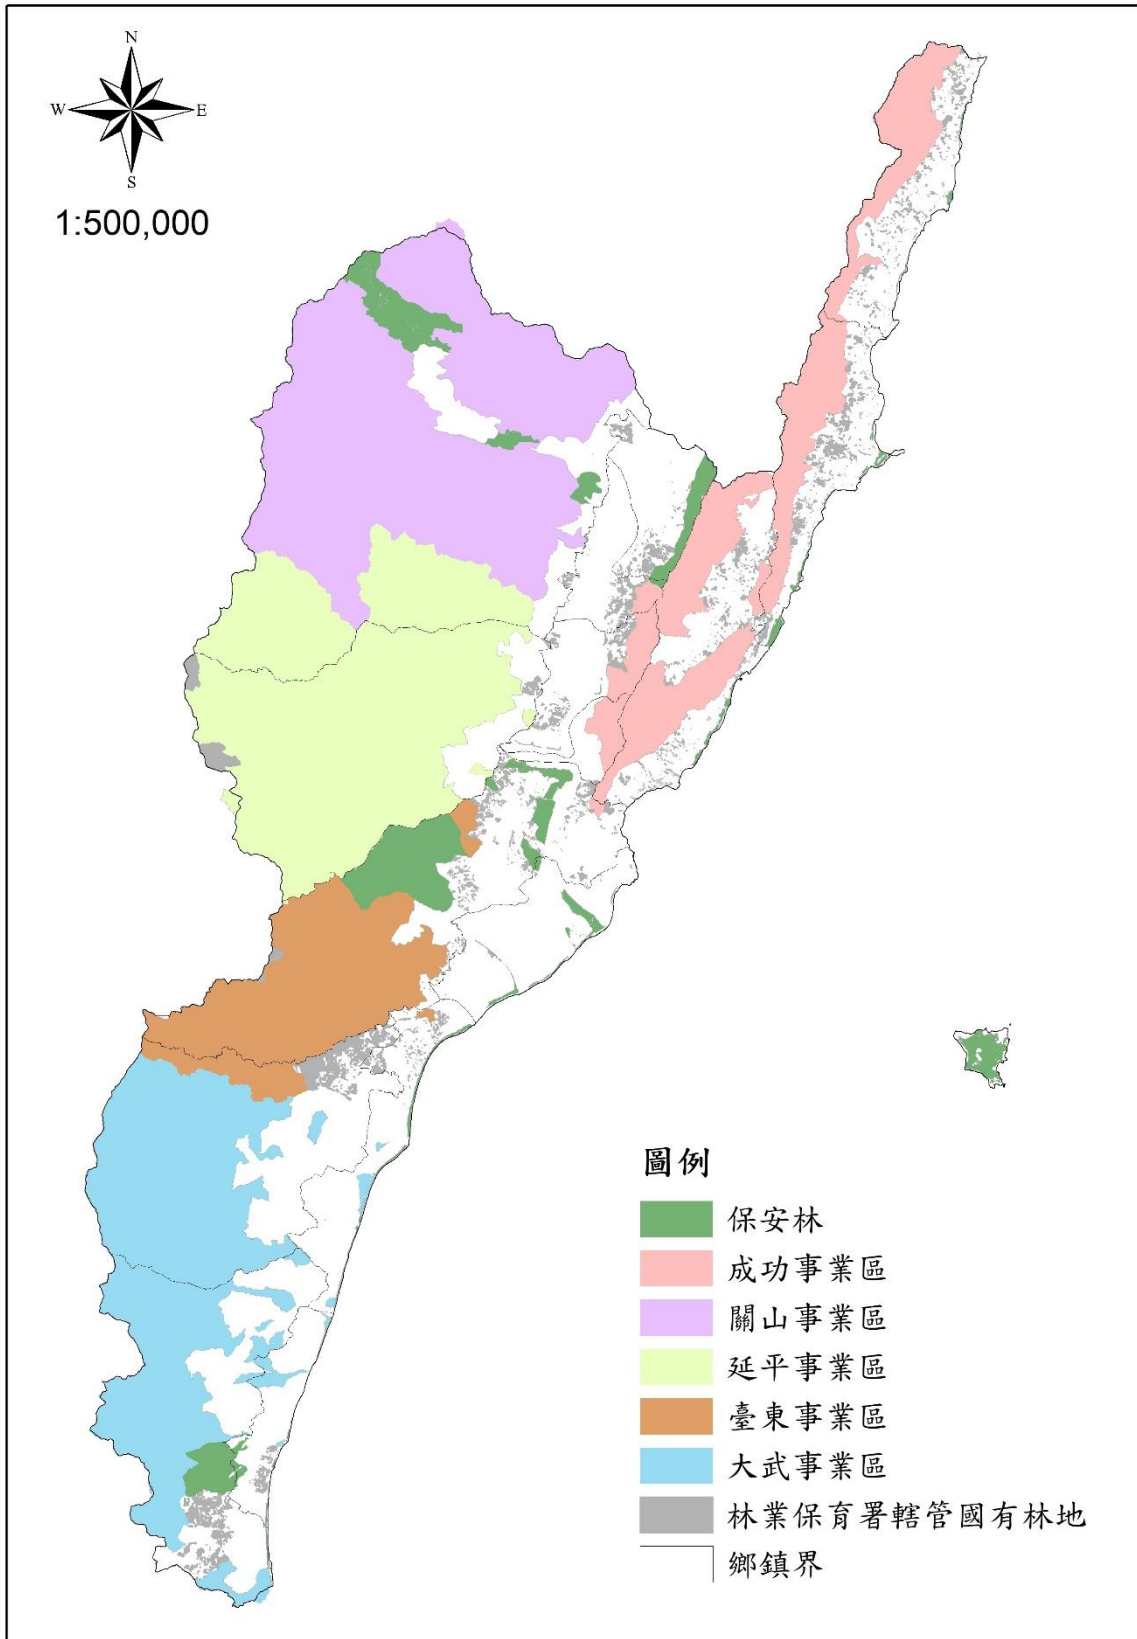 N
W E
S
1:500,000
圖例
保安林
成功事業區
關山事業區
延平事業區
臺東事業區
大武事業區
林業保育署轄管國有林地
鄉鎮界